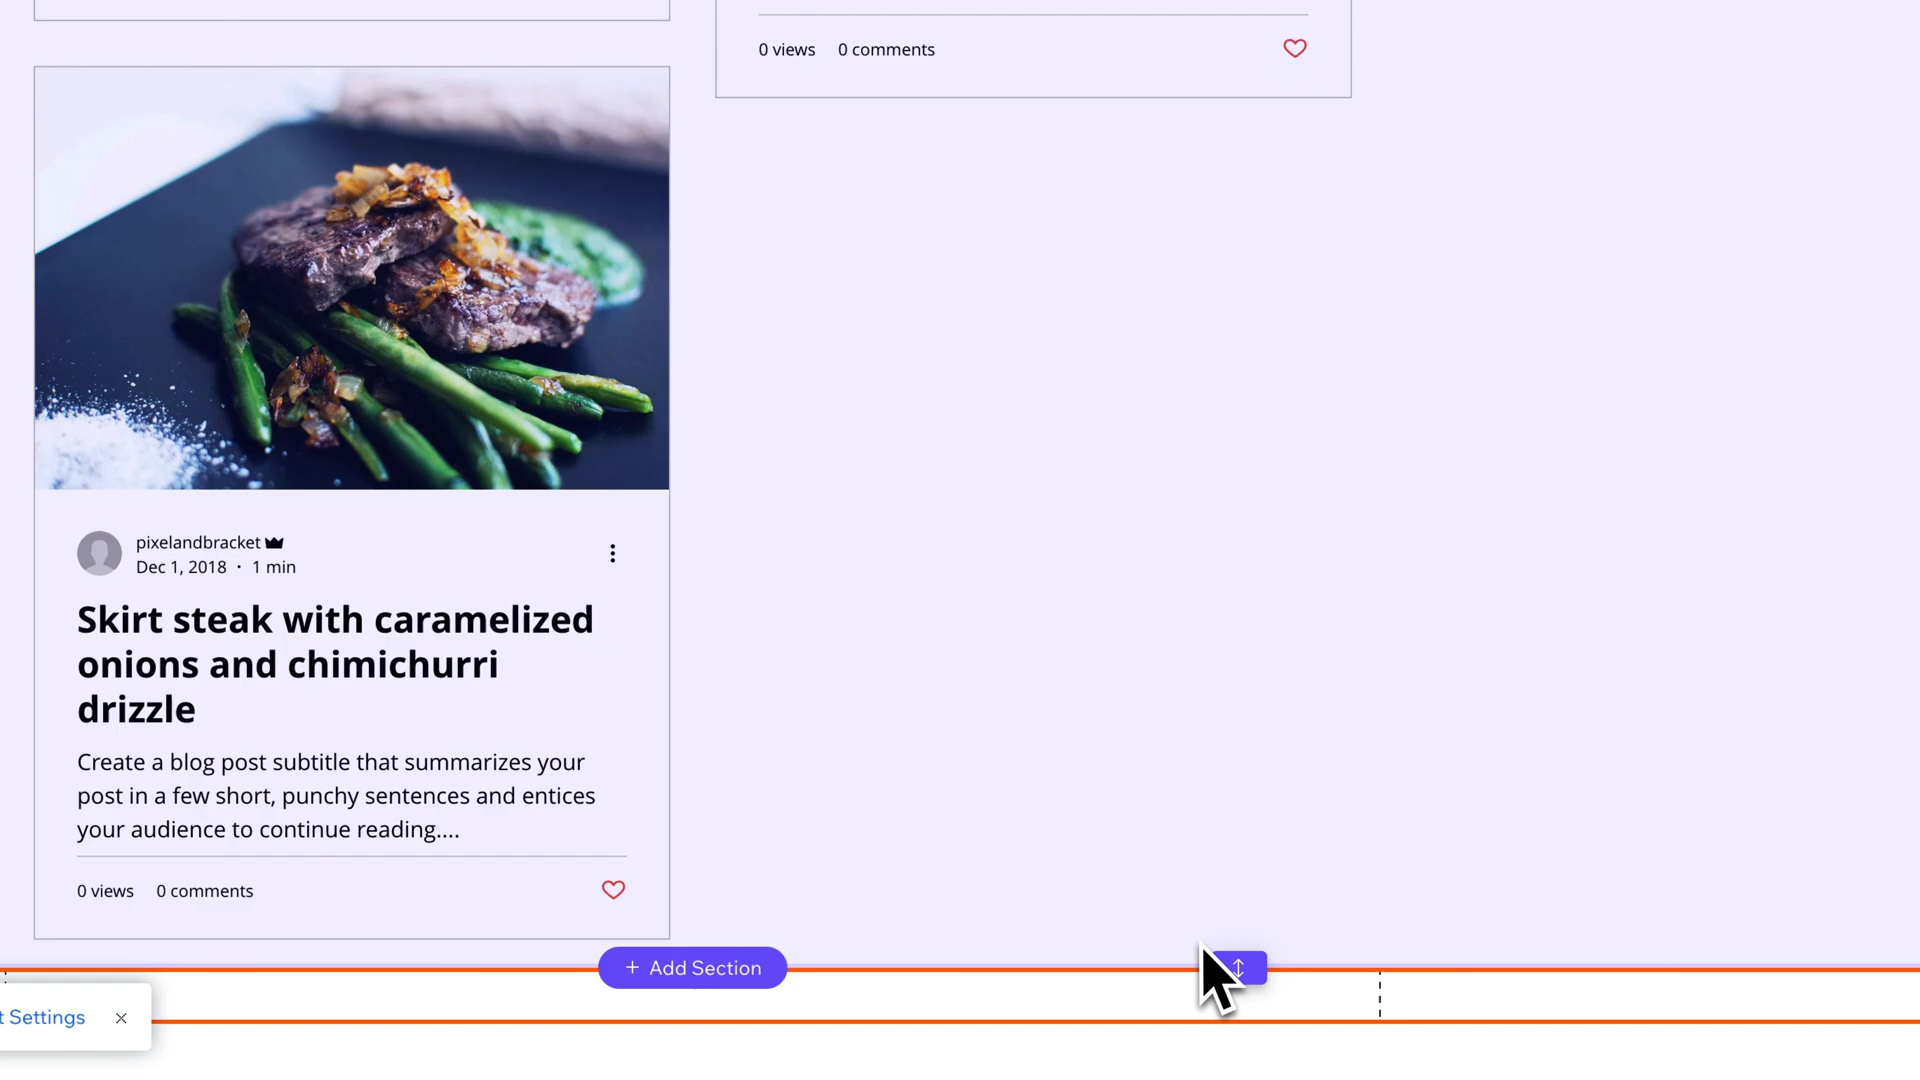 0 views 0 comments
pixelandbracket
Dec 1, 2018 · 1 min
Skirt steak with caramelized
onions and chimichurri
drizzle
Create a blog post subtitle that summarizes your
post in a few short, punchy sentences and entices
your audience to continue reading....
0 views 0 comments
+ Add Section
t Settings